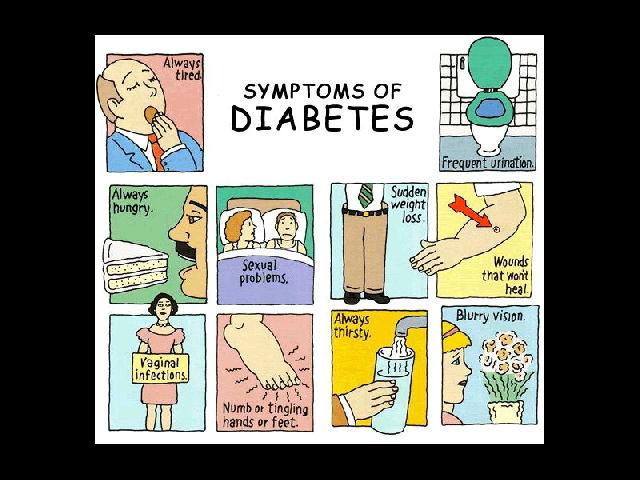 Always
tired.
SYMPTOMS OF
DIABETES
Frequent urination.
Always
hungry.
Sexual
problems.
Sudden
weight
loss.
Wounds
that won't
heal.
Vaginal
infections.
Numb or tingling
hands or feet.
Always
thirsty.
Blurry vision.